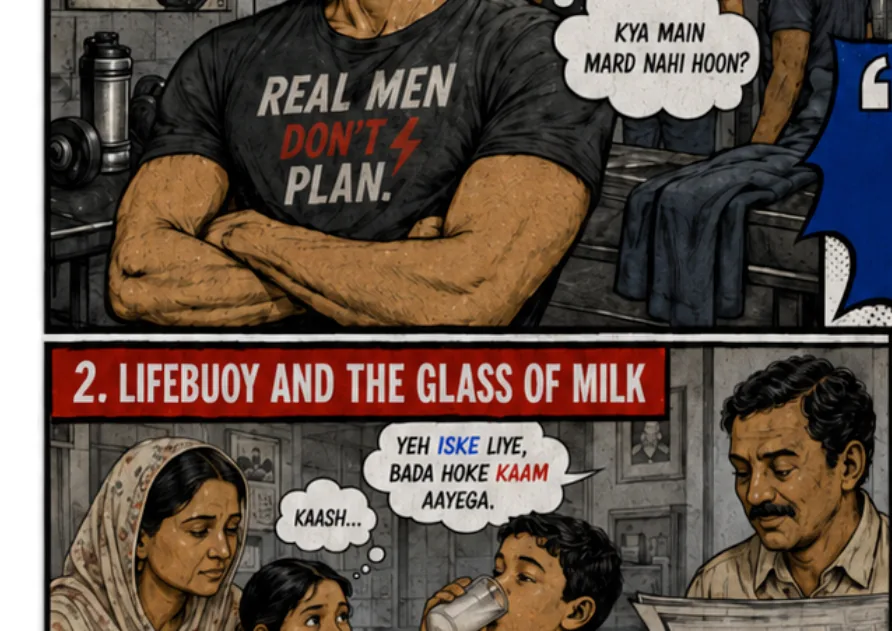 KYA MAIN
MARD NAHI HOON?
REAL MEN
DON'T
PLAN.
“
2. LIFEBUOY AND THE GLASS OF MILK
YEH ISKE LIYE,
BADA HOKE KAAM
AAYEGA.
KAASH...